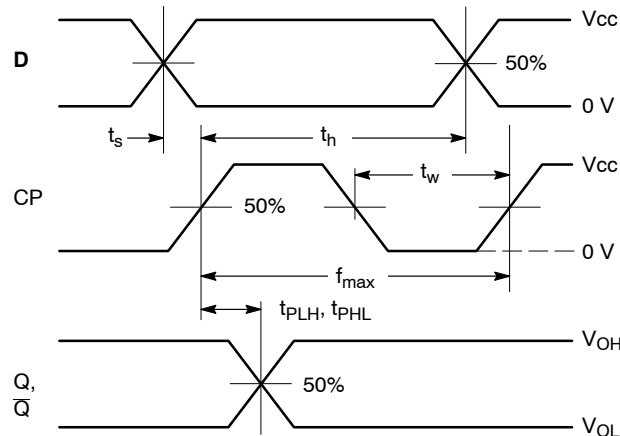 Vcc
D
50%
0 V
ts
th
Vcc
tw
CP
50%
0 V
fmax
tPLH, tPHL
VOH
Q,
Q̅
50%
VOL